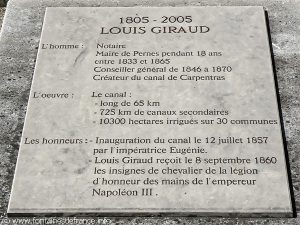 1805 - 2005
LOUIS GIRAUD
L'homme : Notaire
Maire de Pernes pendant 18 ans
entre 1833 et 1865
Conseiller général de 1846 à 1870
Créateur du canal de Carpentras
L'oeuvre : Le canal :
- long de 65 km
- 725 km de canaux secondaires
- 10300 hectares irrigués sur 30 communes
Les honneurs : - Inauguration du canal le 12 juillet 1857
par l'impératrice Eugénie.
- Louis Giraud reçoit le 8 septembre 1860
les insignes de chevalier de la légion
d'honneur des mains de l'empereur
Napoléon III .
www.fontainesdefrance.info